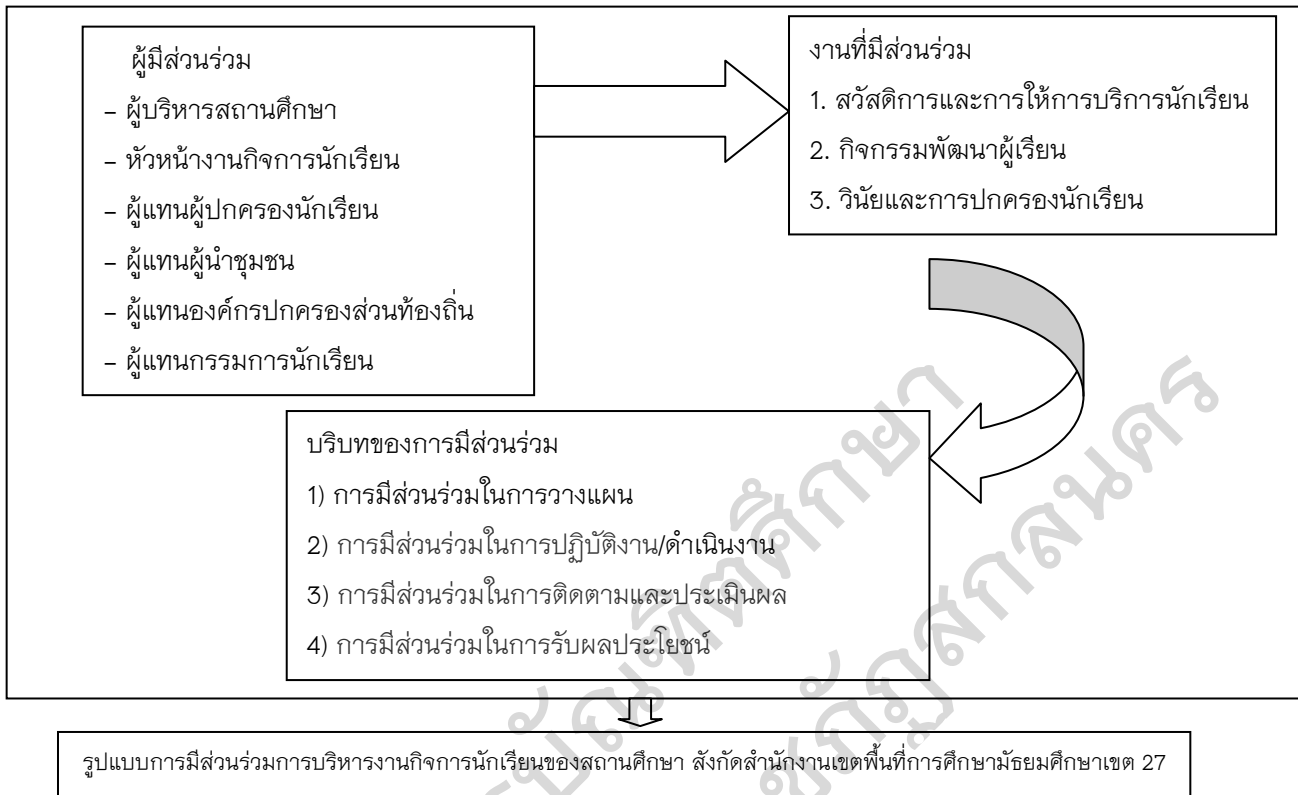 ผู้มีส่วนร่วม
– ผู้บริหารสถานศึกษา
– หัวหน้างานกิจการนักเรียน
– ผู้แทนผู้ปกครองนักเรียน
– ผู้แทนผู้นำชุมชน
– ผู้แทนองค์กรปกครองส่วนท้องถิ่น
– ผู้แทนกรรมการนักเรียน
งานที่มีส่วนร่วม
1. สวัสดิการและการให้การบริการนักเรียน
2. กิจกรรมพัฒนาผู้เรียน
3. วินัยและการปกครองนักเรียน
บริบทของการมีส่วนร่วม
1) การมีส่วนร่วมในการวางแผน
2) การมีส่วนร่วมในการปฏิบัติงาน/ดำเนินงาน
3) การมีส่วนร่วมในการติดตามและประเมินผล
4) การมีส่วนร่วมในการรับผลประโยชน์
รูปแบบการมีส่วนร่วมการบริหารงานกิจการนักเรียนของสถานศึกษา สังกัดสำนักงานเขตพื้นที่การศึกษามัธยมศึกษาเขต 27